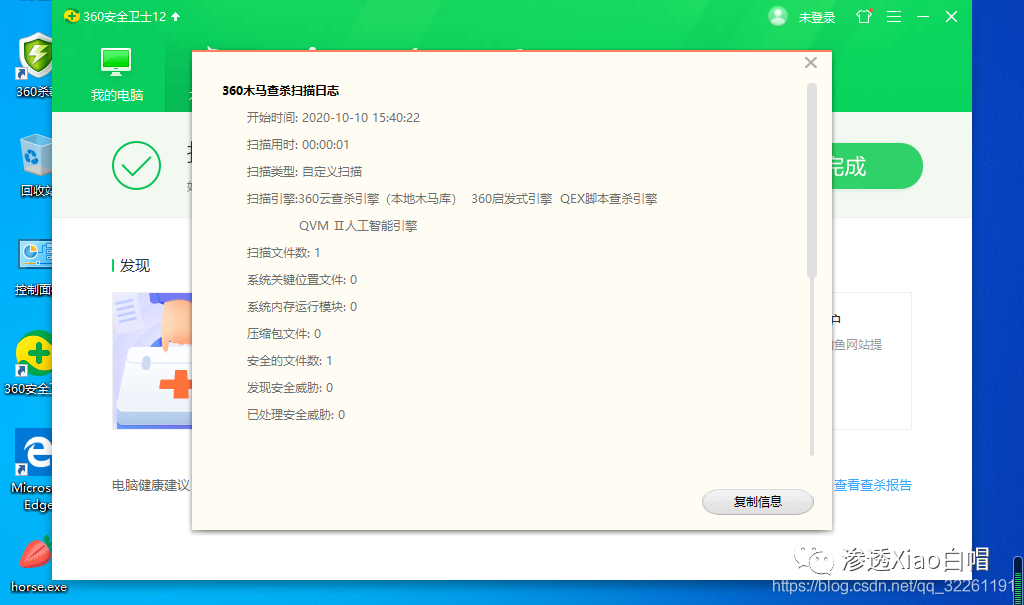 360安全卫士12
未登录
360杀
我的电脑
360木马查杀扫描日志
开始时间: 2020-10-10 15:40:22
扫描用时: 00:00:01
扫描类型: 自定义扫描
扫描引擎:360云查杀引擎（本地木马库） 360启发式引擎 QEX脚本查杀引擎
QVM Ⅱ人工智能引擎
扫描文件数: 1
系统关键位置文件: 0
系统内存运行模块: 0
压缩包文件: 0
安全的文件数: 1
发现安全威胁: 0
已处理安全威胁: 0
复制信息
完成
回收站
发现
控制面
户
鱼网站提
360安全卫
Micros
Edge
电脑健康建议
查看查杀报告
horse.exe
渗透Xiao白唱
https://blog.csdn.net/qq_32261191